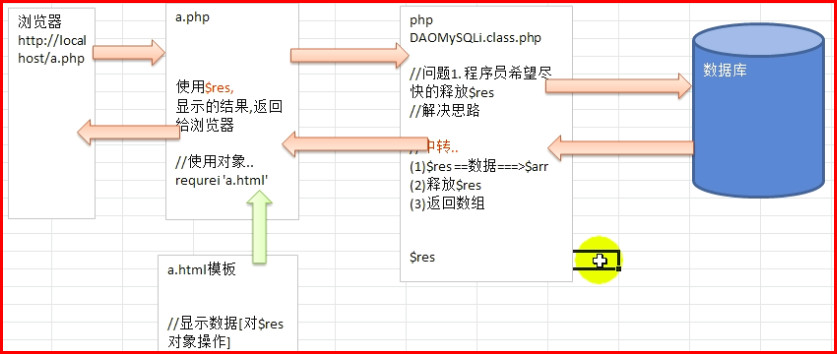 浏览器
http://local
host/a.php
a.php
使用$res,
显示的结果,返回
给浏览器
//使用对象..
requrei 'a.html'
a.html模板
//显示数据[对$res
对象操作]
php
DAOMySQLi.class.php
//问题1.程序员希望尽
快的释放$res
//解决思路
//中转..
(1)$res ==数据===>$arr
(2)释放$res
(3)返回数组
$res
数据库